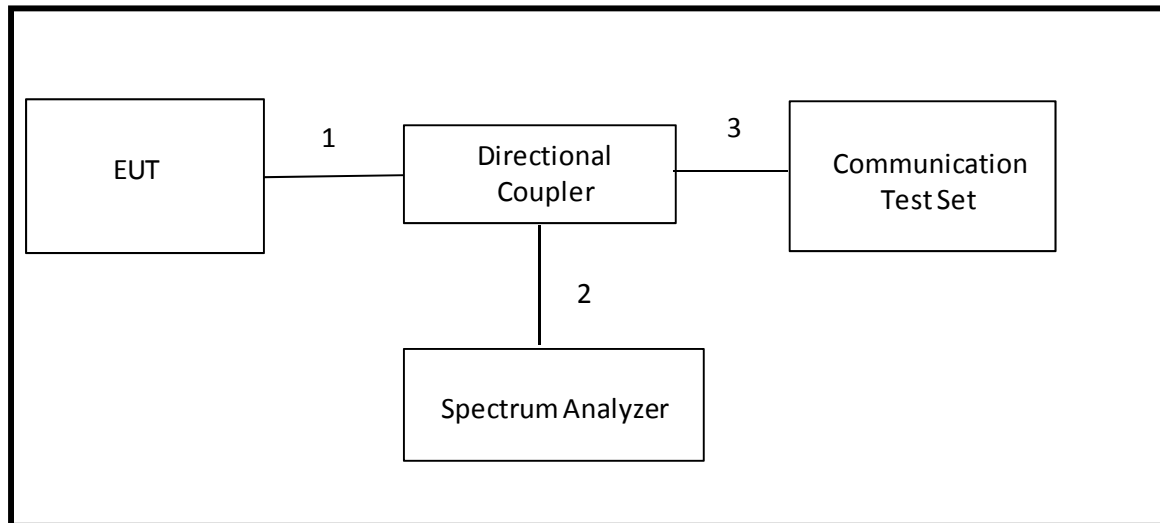 EUT
1
Directional
Coupler
3
Communication
Test Set
2
Spectrum Analyzer